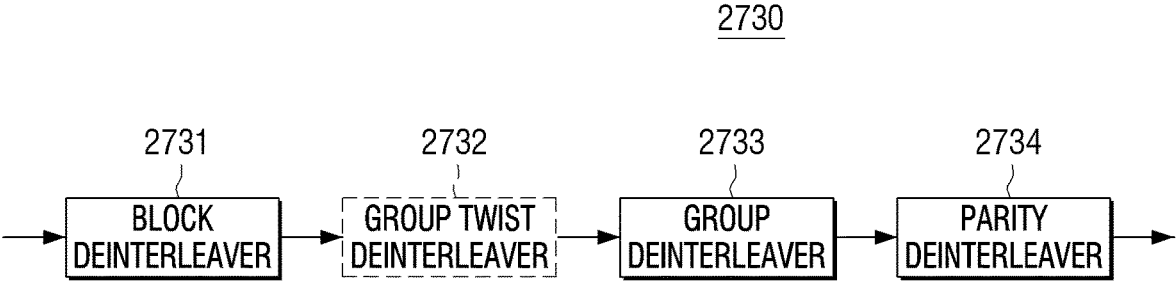 2730
2731
2732
2733
2734
BLOCK
DEINTERLEAVER
GROUP TWIST
DEINTERLEAVER
GROUP
DEINTERLEAVER
PARITY
DEINTERLEAVER